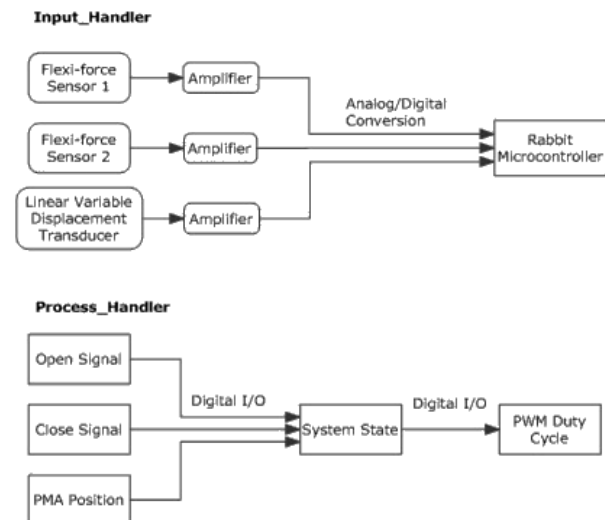 Input_Handler
Flexi-force
Sensor 1
Amplifier
Analog/Digital
Conversion
Flexi-force
Sensor 2
Amplifier
Rabbit
Microcontroller
Linear Variable
Displacement
Transducer
Amplifier
Process_Handler
Open Signal
Digital I/O
Close Signal
System State
Digital I/O
PWM Duty
Cycle
PMA Position